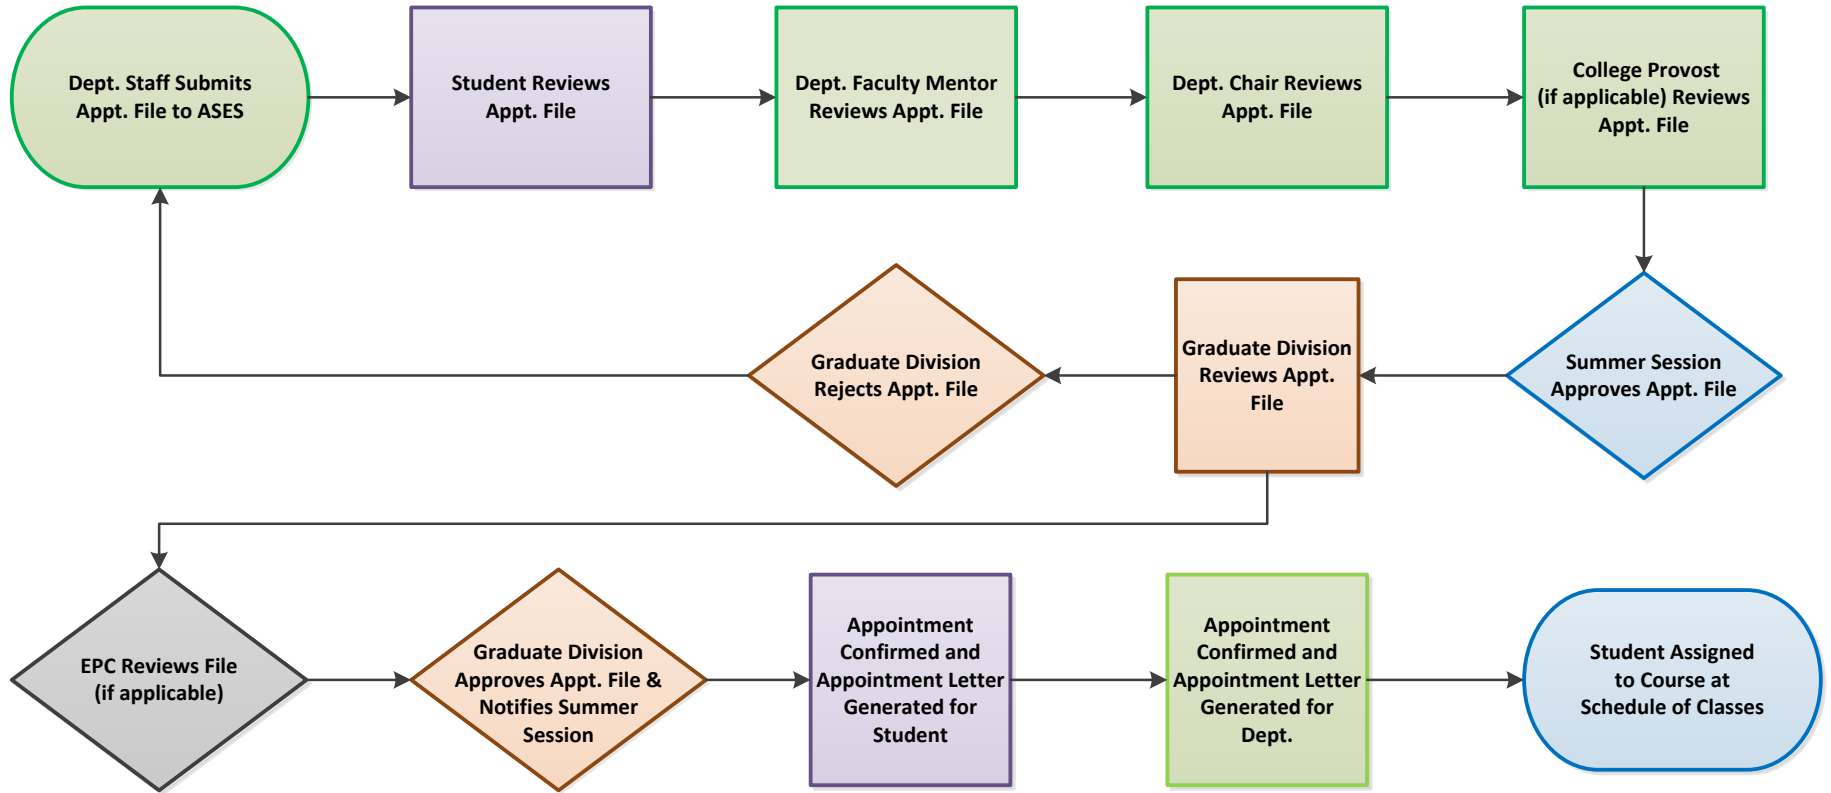 Dept. Staff Submits
Appt. File to ASES
Student Reviews
Appt. File
Dept. Faculty Mentor
Reviews Appt. File
Dept. Chair Reviews
Appt. File
College Provost
(if applicable) Reviews
Appt. File
Graduate Division
Rejects Appt. File
Graduate Division
Reviews Appt.
File
Summer Session
Approves Appt. File
EPC Reviews File
(if applicable)
Graduate Division
Approves Appt. File &
Notifies Summer
Session
Appointment
Confirmed and
Appointment Letter
Generated for
Student
Appointment
Confirmed and
Appointment Letter
Generated for
Dept.
Student Assigned
to Course at
Schedule of Classes